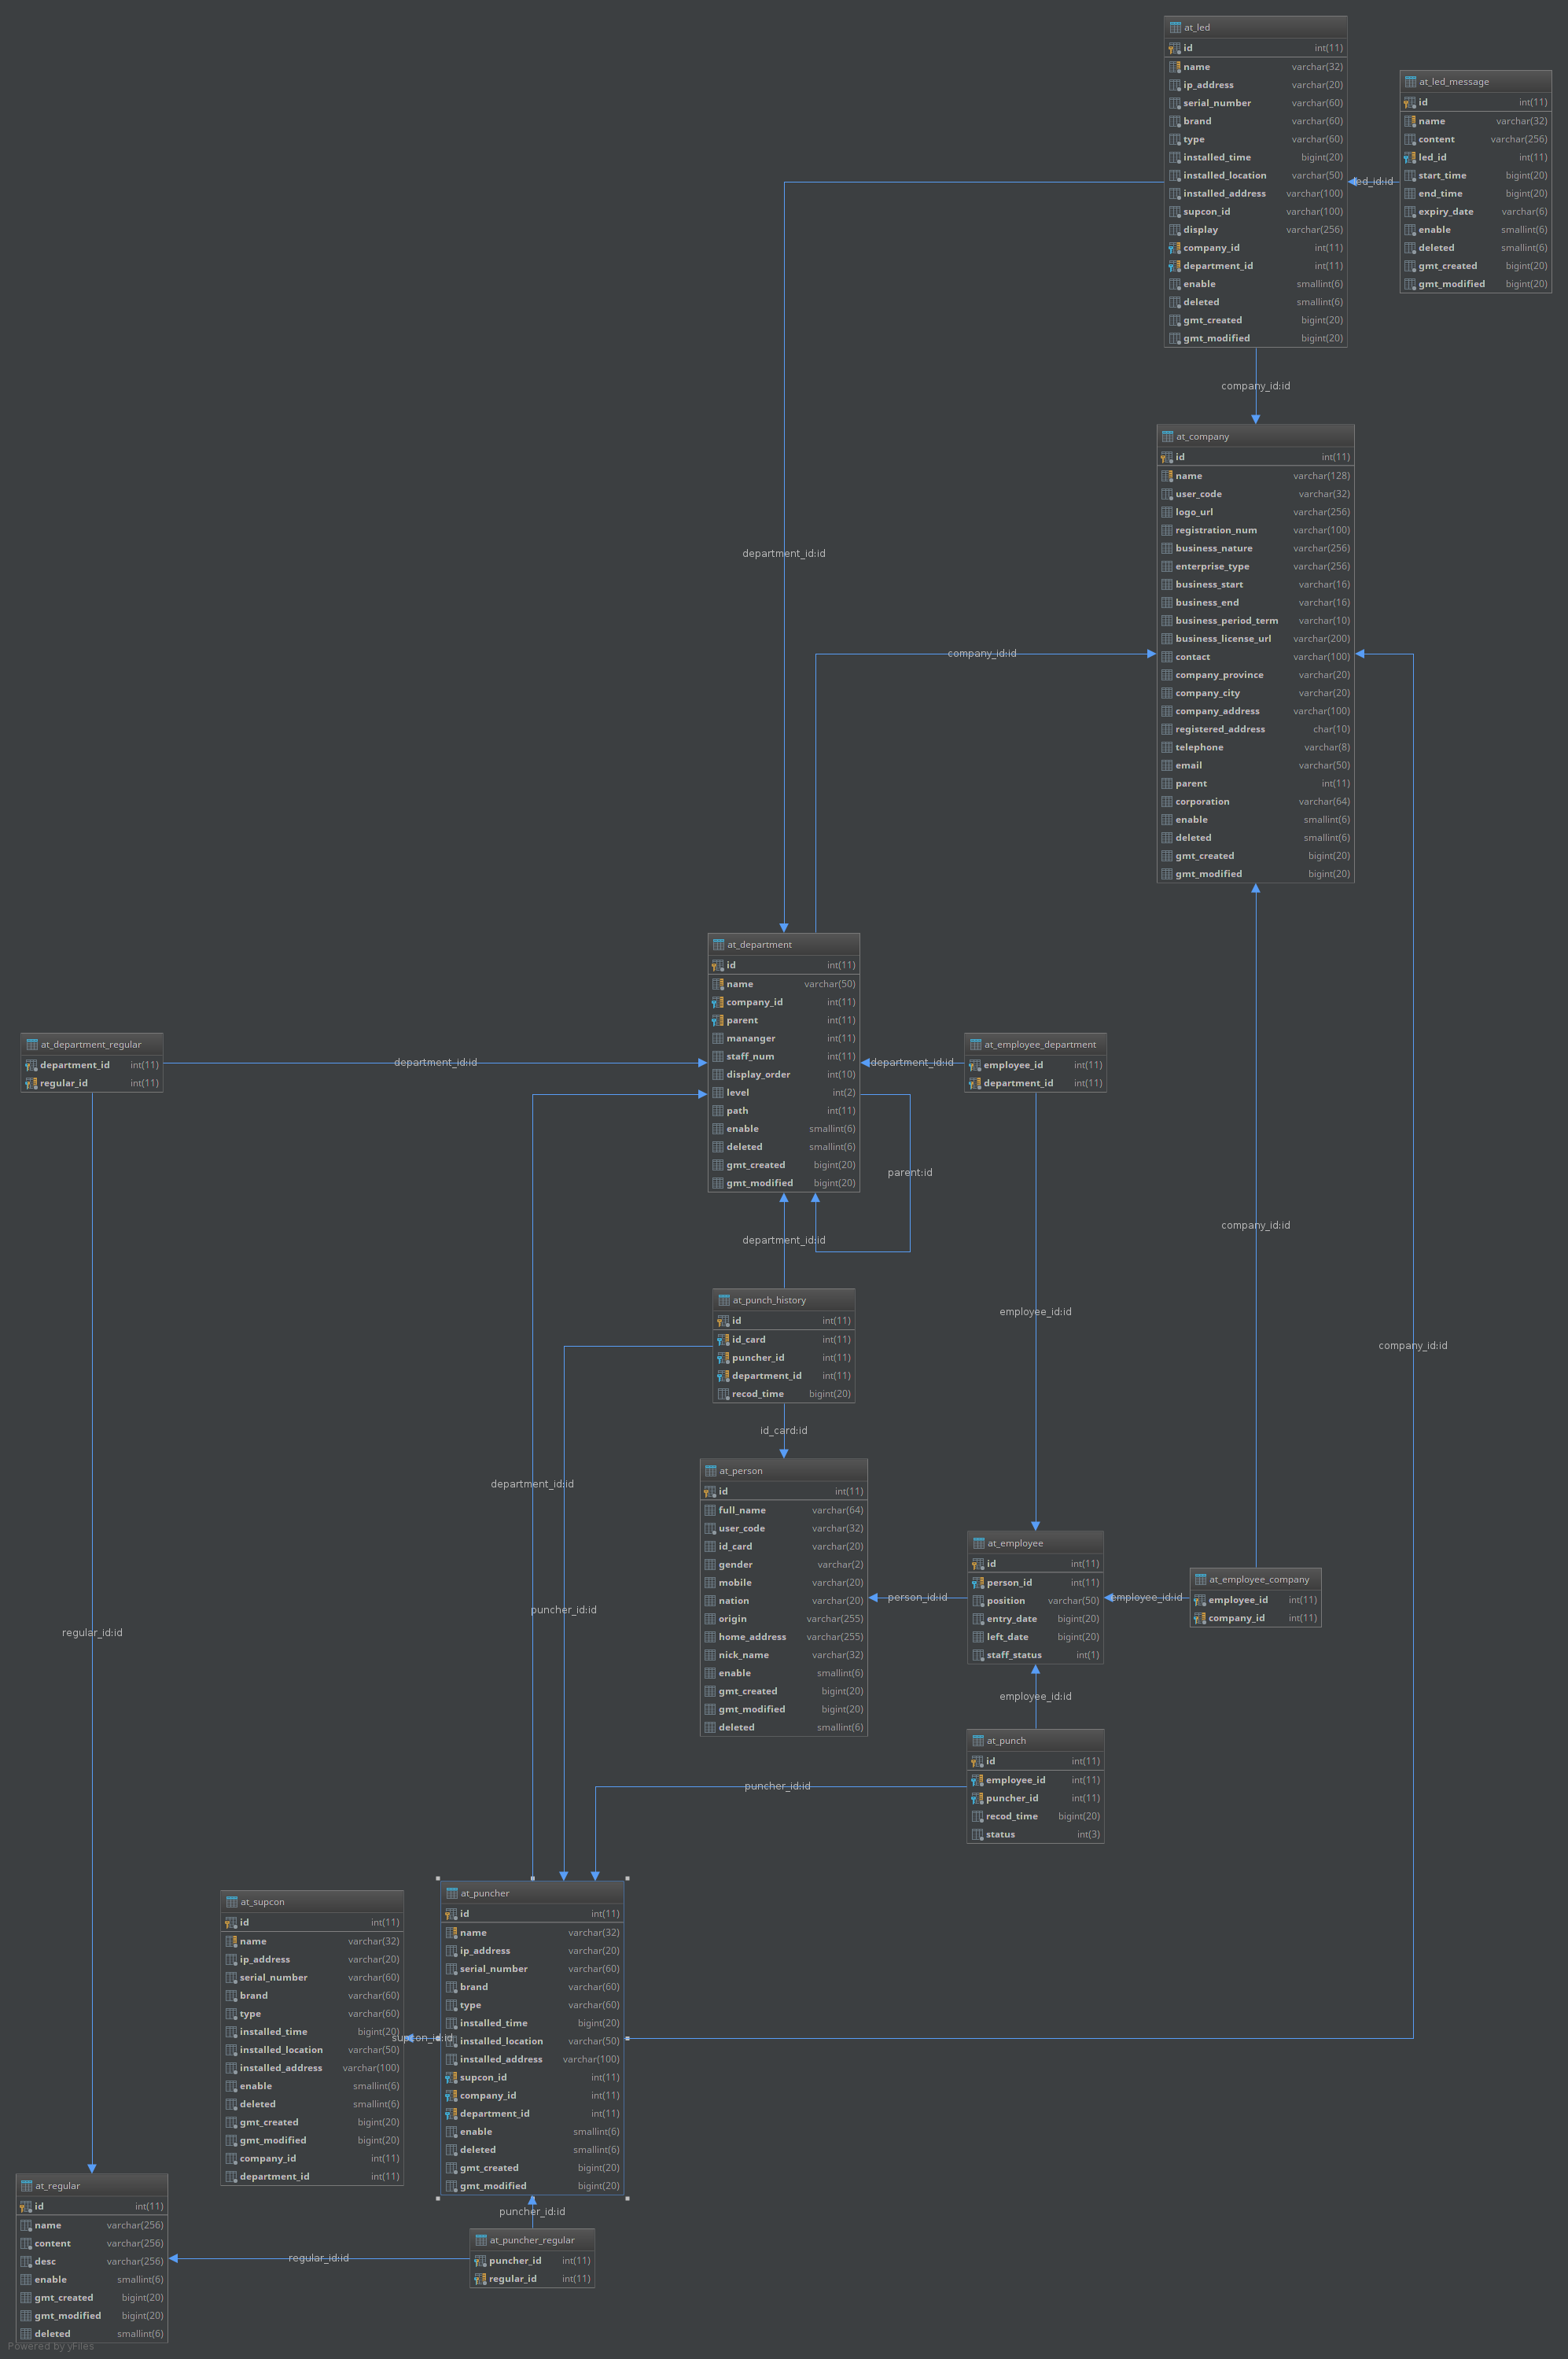 at_led
id int(11)
name varchar(32)
ip_address varchar(20)
serial_number varchar(60)
brand varchar(60)
type varchar(60)
installed_time bigint(20)
installed_location varchar(50)
installed_address varchar(100)
supcon_id varchar(100)
display varchar(256)
company_id int(11)
department_id int(11)
enable smallint(6)
deleted smallint(6)
gmt_created bigint(20)
gmt_modified bigint(20)
at_led_message
id int(11)
name varchar(32)
content varchar(256)
led_id int(11)
start_time bigint(20)
end_time bigint(20)
expiry_date varchar(6)
enable smallint(6)
deleted smallint(6)
gmt_created bigint(20)
gmt_modified bigint(20)
led_id:id
company_id:id
department_id:id
at_company
id int(11)
name varchar(128)
user_code varchar(32)
logo_url varchar(256)
registration_num varchar(100)
business_nature varchar(256)
enterprise_type varchar(256)
business_start varchar(16)
business_end varchar(16)
business_period_term varchar(10)
business_license_url varchar(200)
contact varchar(100)
company_province varchar(20)
company_city varchar(20)
company_address varchar(100)
registered_address char(10)
telephone varchar(8)
email varchar(50)
parent int(11)
corporation varchar(64)
enable smallint(6)
deleted smallint(6)
gmt_created bigint(20)
gmt_modified bigint(20)
company_id:id
at_department
id int(11)
name varchar(50)
company_id int(11)
parent int(11)
mananger int(11)
staff_num int(11)
display_order int(10)
level int(2)
path int(11)
enable smallint(6)
deleted smallint(6)
gmt_created bigint(20)
gmt_modified bigint(20)
at_department_regular
department_id int(11)
regular_id int(11)
department_id:id
at_employee_department
employee_id int(11)
department_id int(11)
department_id:id
parent:id
department_id:id
company_id:id
at_punch_history
id int(11)
id_card int(11)
puncher_id int(11)
department_id int(11)
recod_time bigint(20)
employee_id:id
company_id:id
id_card:id
department_id:id
at_person
id int(11)
full_name varchar(64)
user_code varchar(32)
id_card varchar(20)
gender varchar(2)
mobile varchar(20)
nation varchar(20)
origin varchar(255)
home_address varchar(255)
nick_name varchar(32)
enable smallint(6)
gmt_created bigint(20)
gmt_modified bigint(20)
deleted smallint(6)
at_employee
id int(11)
person_id int(11)
position varchar(50)
entry_date bigint(20)
left_date bigint(20)
staff_status int(1)
at_employee_company
employee_id int(11)
company_id int(11)
person_id:id
employee_id:id
puncher_id:id
regular_id:id
employee_id:id
at_punch
id int(11)
employee_id int(11)
puncher_id int(11)
recod_time bigint(20)
status int(3)
puncher_id:id
at_supcon
id int(11)
name varchar(32)
ip_address varchar(20)
serial_number varchar(60)
brand varchar(60)
type varchar(60)
installed_time bigint(20)
installed_location varchar(50)
installed_address varchar(100)
enable smallint(6)
deleted smallint(6)
gmt_created bigint(20)
gmt_modified bigint(20)
company_id int(11)
department_id int(11)
supcon_id:id
at_puncher
id int(11)
name varchar(32)
ip_address varchar(20)
serial_number varchar(60)
brand varchar(60)
type varchar(60)
installed_time bigint(20)
installed_location varchar(50)
installed_address varchar(100)
supcon_id int(11)
company_id int(11)
department_id int(11)
enable smallint(6)
deleted smallint(6)
gmt_created bigint(20)
gmt_modified bigint(20)
puncher_id:id
at_regular
id int(11)
name varchar(256)
content varchar(256)
desc varchar(256)
enable smallint(6)
gmt_created bigint(20)
gmt_modified bigint(20)
deleted smallint(6)
regular_id:id
at_puncher_regular
puncher_id int(11)
regular_id int(11)
Powered by yFiles